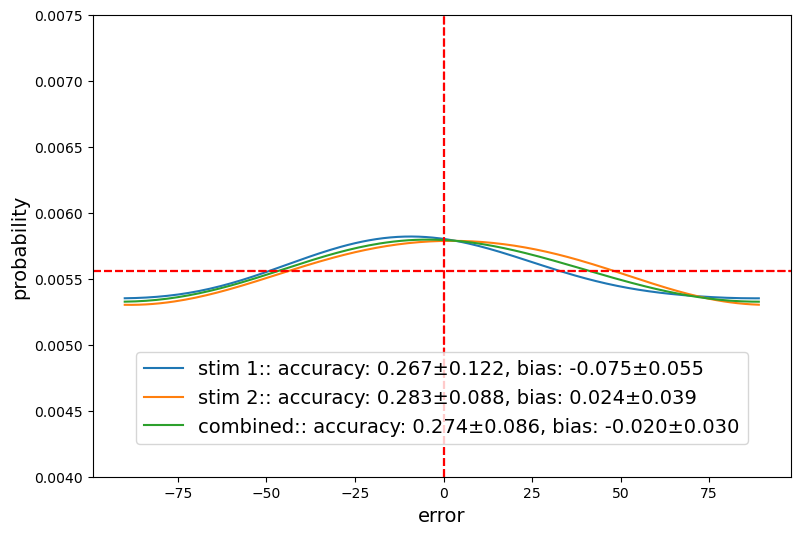 0.0075
0.0070
0.0065
0.0060
0.0055
0.0050
0.0045
0.0040
probability
stim 1:: accuracy: 0.267±0.122, bias: -0.075±0.055
stim 2:: accuracy: 0.283±0.088, bias: 0.024±0.039
combined:: accuracy: 0.274±0.086, bias: -0.020±0.030
−75 −50 −25 0 25 50 75
error